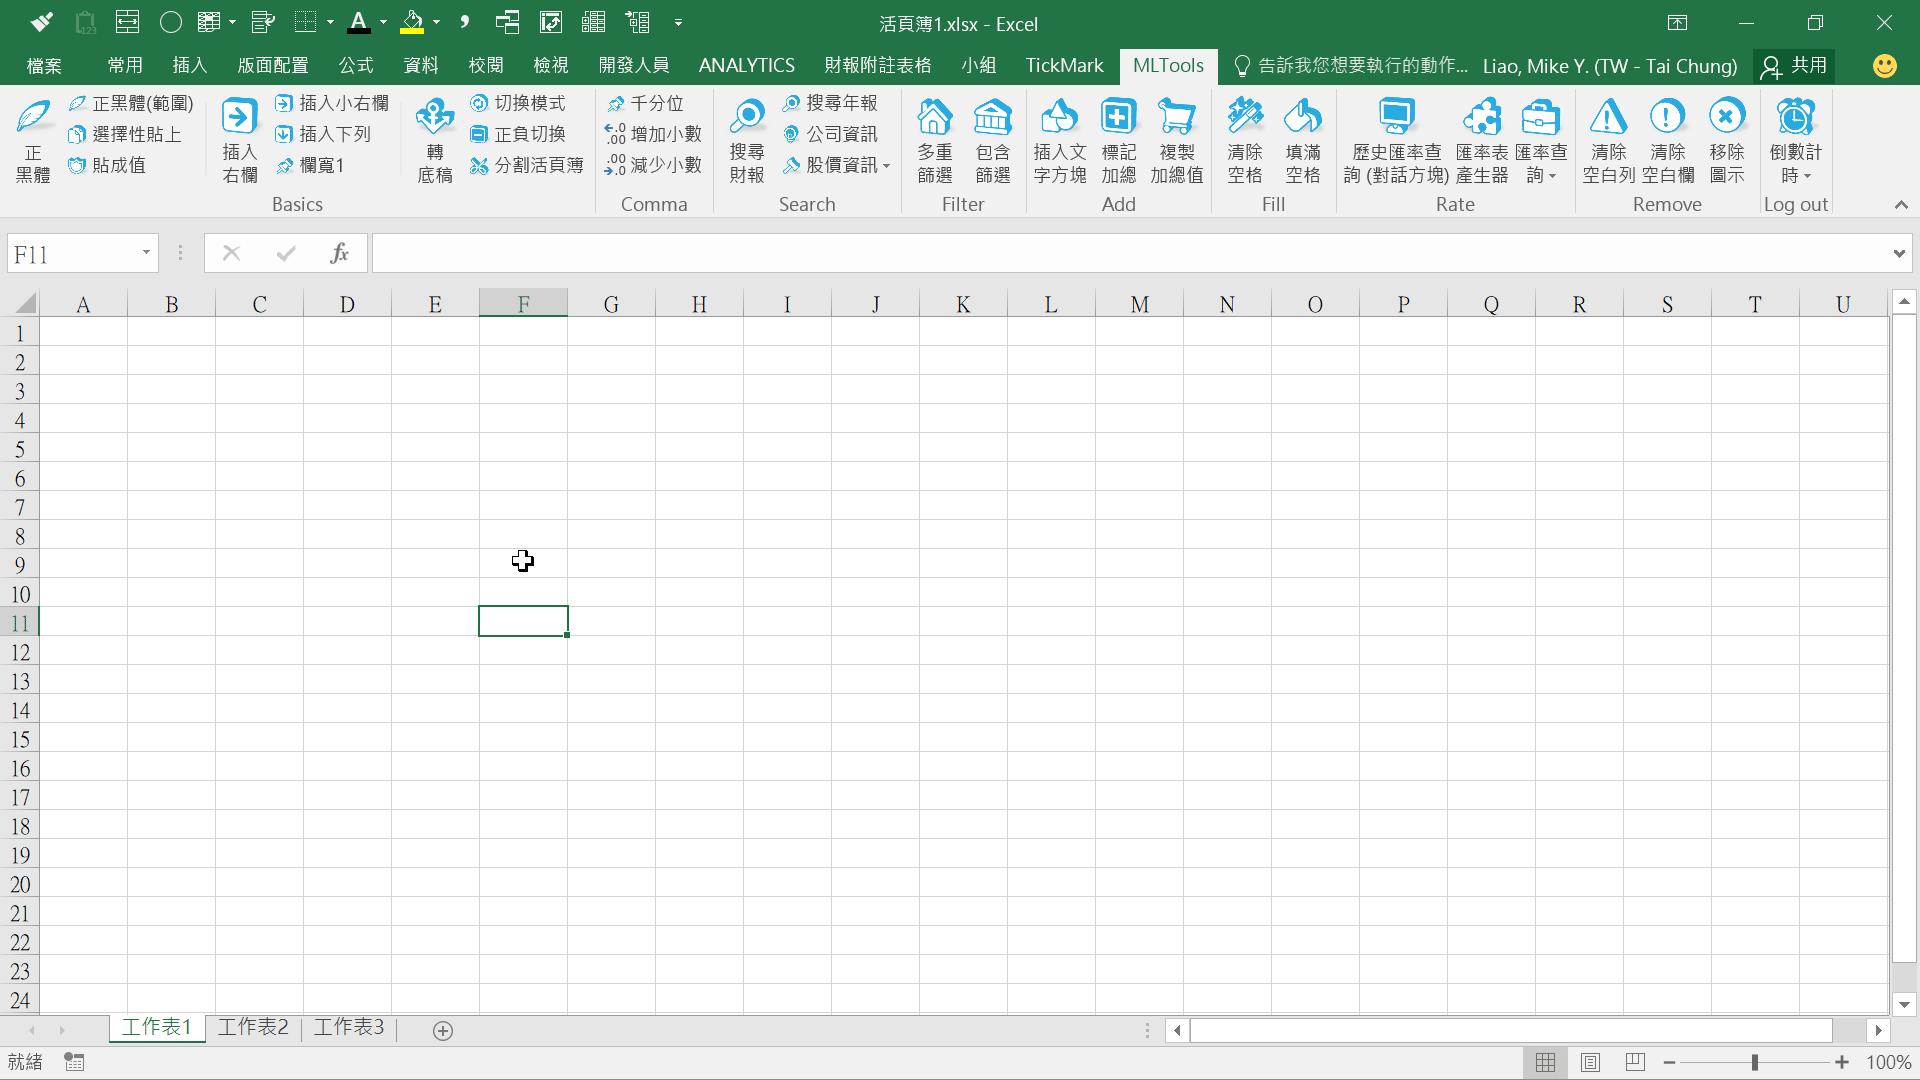 活頁簿1.xlsx - Excel
檔案 常用 插入 版面配置 公式 資料 校閱 檢視 開發人員 ANALYTICS 財報附註表格 小組 TickMark MLTools 告訴我您想要執行的動作... Liao, Mike Y. (TW - Tai Chung) 共用
正黑體
正黑體(範圍)
選擇性貼上
貼成值
插入右欄
插入小右欄
插入下列
欄寬1
轉底稿
切換模式
正負切換
分割活頁簿
Basics
千分位
增加小數
減少小數
Comma
搜尋財報
搜尋年報
公司資訊
股價資訊
Search
多重篩選
包含篩選
Filter
插入文字方塊
標記加總
複製加總值
Add
清除空格
填滿空格
Fill
歷史匯率查詢 (對話方塊)
匯率表產生器
匯率查詢
Rate
清除空白列
清除空白欄
移除圖示
Remove
倒數計時
Log out
F11
fx
A B C D E F G H I J K L M N O P Q R S T U
1
2
3
4
5
6
7
8
9
10
11
12
13
14
15
16
17
18
19
20
21
22
23
24
工作表1 工作表2 工作表3
就緒
100%